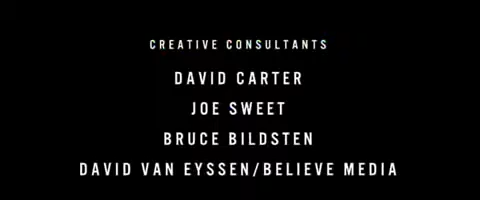 CREATIVE CONSULTANTS
DAVID CARTER
JOE SWEET
BRUCE BILDSTEN
DAVID VAN EYSSEN/BELIEVE MEDIA